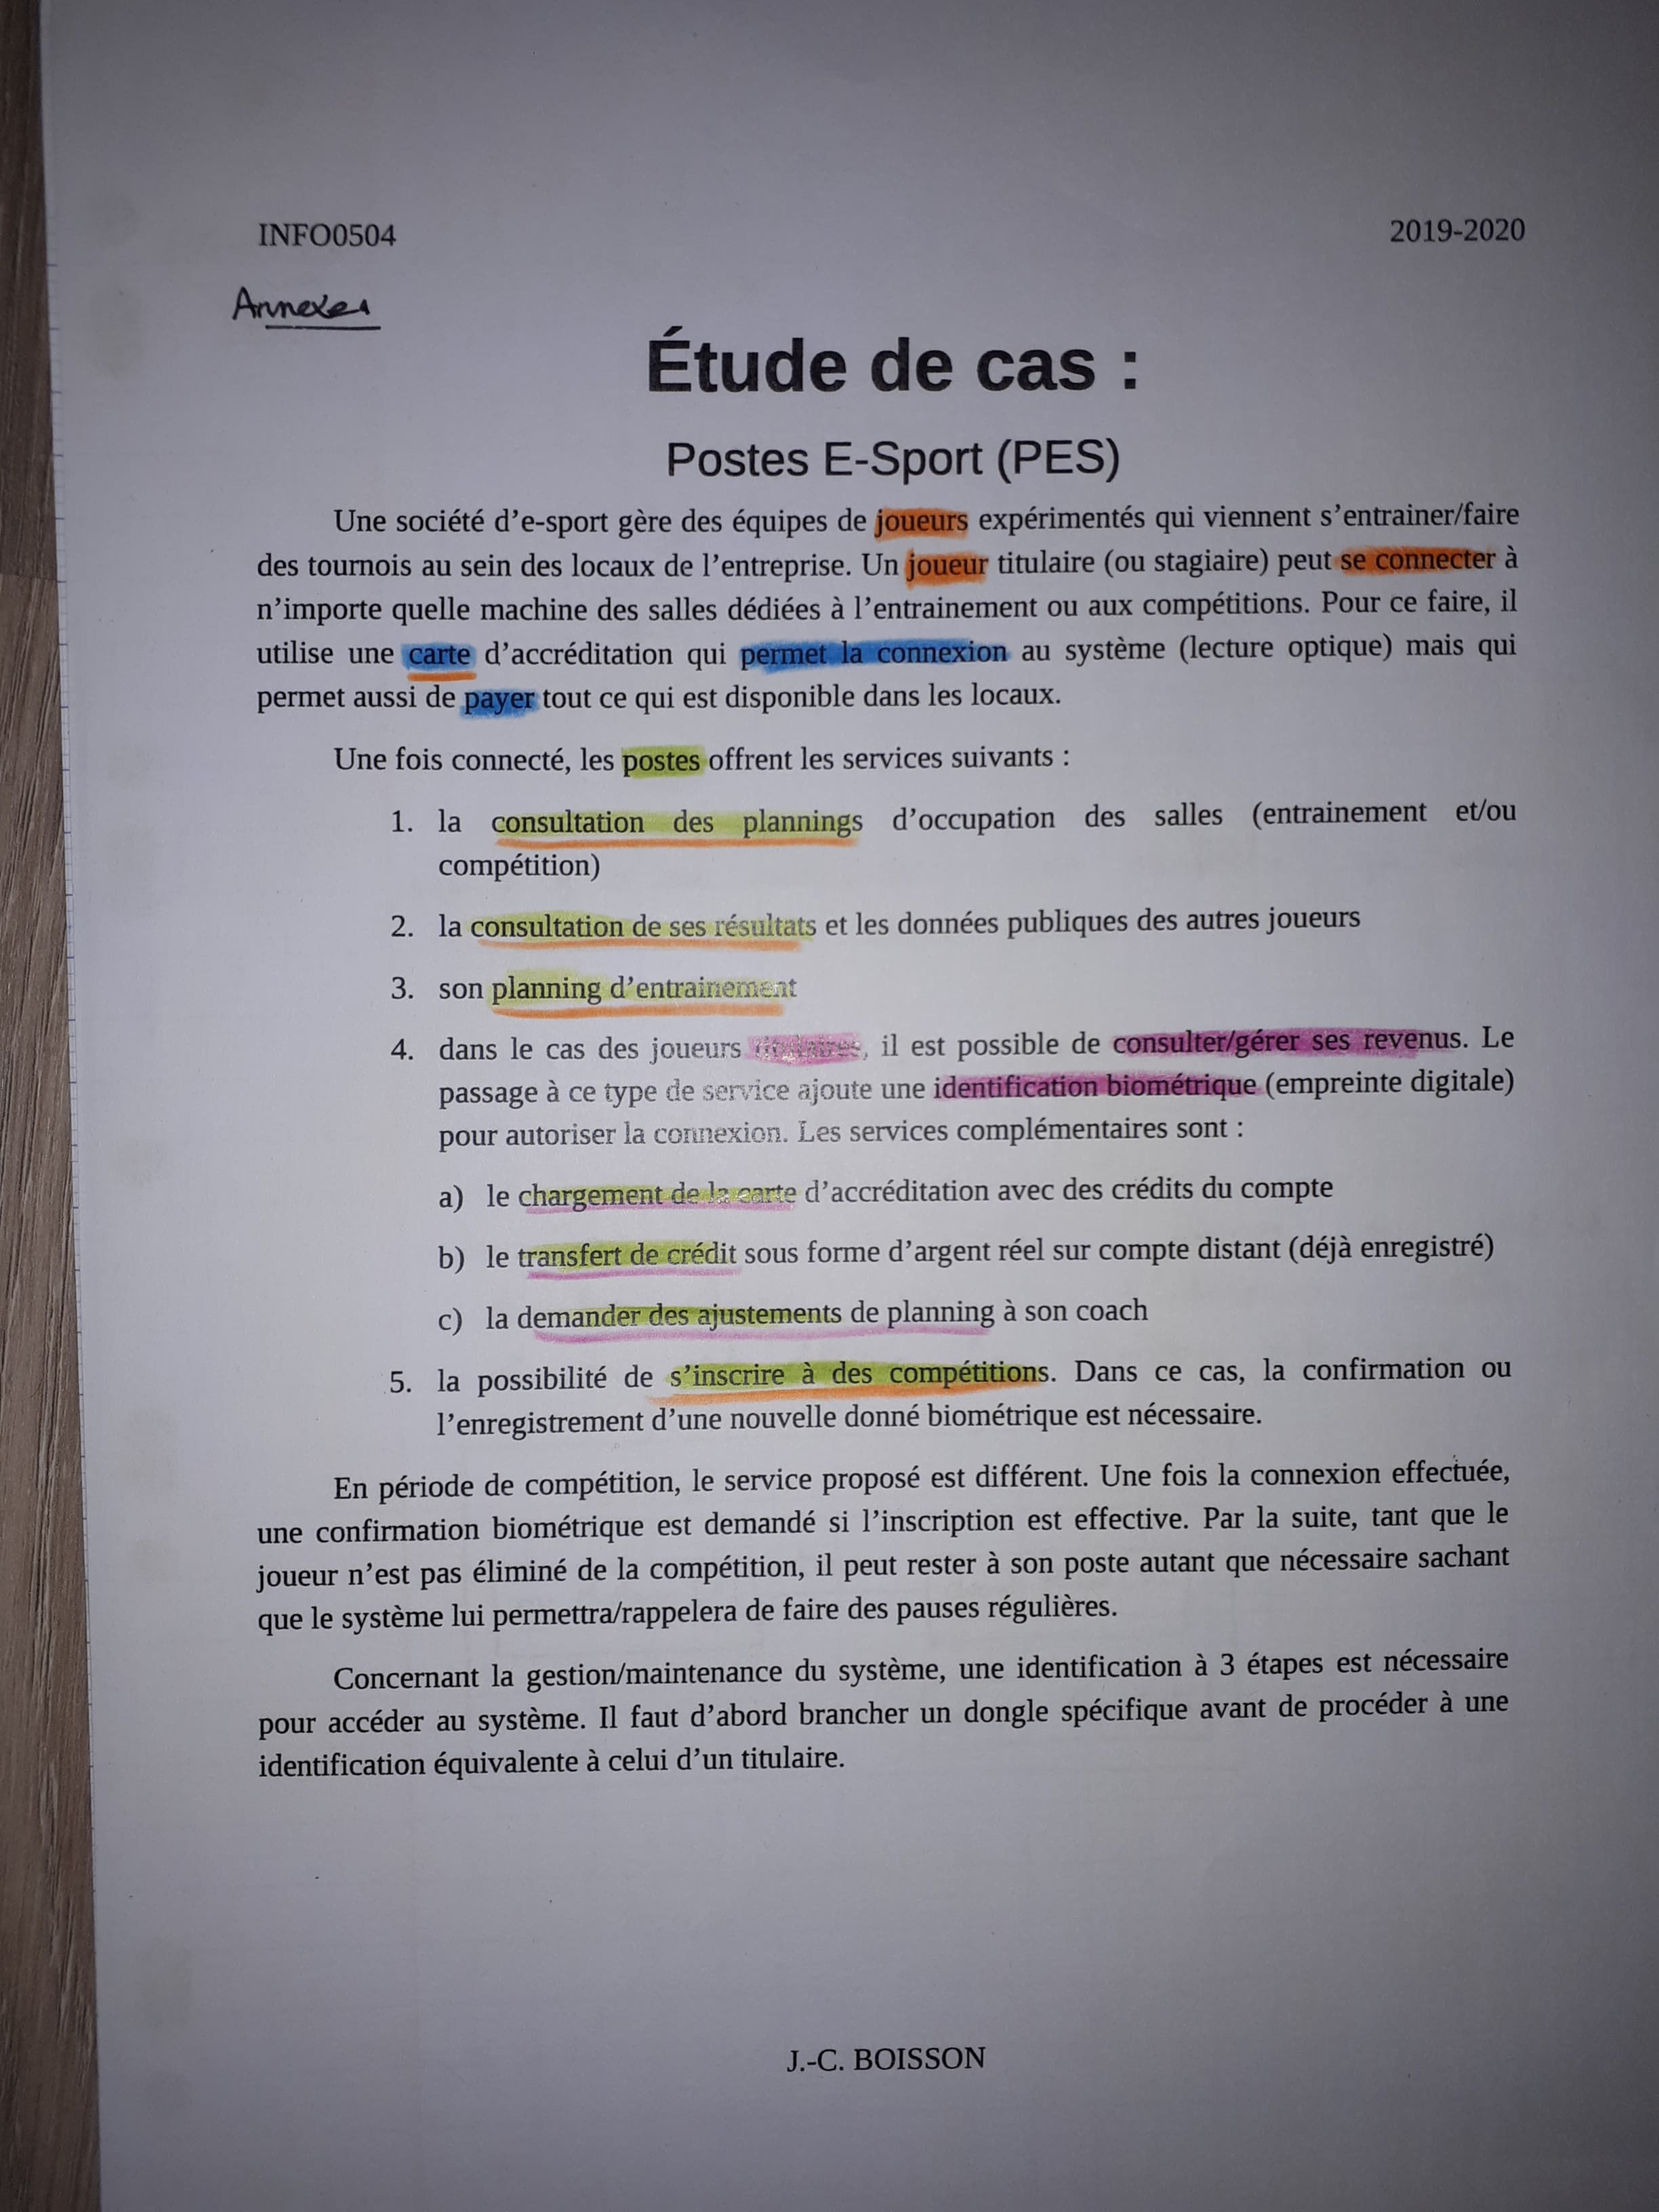 INFO0504
2019-2020
Annexes
Étude de cas :
Postes E-Sport (PES)
Une société d’e-sport gère des équipes de joueurs expérimentés qui viennent s’entrainer/faire
des tournois au sein des locaux de l’entreprise. Un joueur titulaire (ou stagiaire) peut se connecter à
n’importe quelle machine des salles dédiées à l’entrainement ou aux compétitions. Pour ce faire, il
utilise une carte d’accréditation qui permet la connexion au système (lecture optique) mais qui
permet aussi de payer tout ce qui est disponible dans les locaux.
Une fois connecté, les postes offrent les services suivants :
1. la consultation des plannings d’occupation des salles (entrainement et/ou
compétition)
2. la consultation de ses résultats et les données publiques des autres joueurs
3. son planning d’entrainement
4. dans le cas des joueurs titulaires, il est possible de consulter/gérer ses revenus. Le
passage à ce type de service ajoute une identification biométrique (empreinte digitale)
pour autoriser la connexion. Les services complémentaires sont :
a) le chargement de la carte d’accréditation avec des crédits du compte
b) le transfert de crédit sous forme d’argent réel sur compte distant (déjà enregistré)
c) la demander des ajustements de planning à son coach
5. la possibilité de s’inscrire à des compétitions. Dans ce cas, la confirmation ou
l’enregistrement d’une nouvelle donné biométrique est nécessaire.
En période de compétition, le service proposé est différent. Une fois la connexion effectuée,
une confirmation biométrique est demandé si l’inscription est effective. Par la suite, tant que le
joueur n’est pas éliminé de la compétition, il peut rester à son poste autant que nécessaire sachant
que le système lui permettra/rappelera de faire des pauses régulières.
Concernant la gestion/maintenance du système, une identification à 3 étapes est nécessaire
pour accéder au système. Il faut d’abord brancher un dongle spécifique avant de procéder à une
identification équivalente à celui d’un titulaire.
J.-C. BOISSON